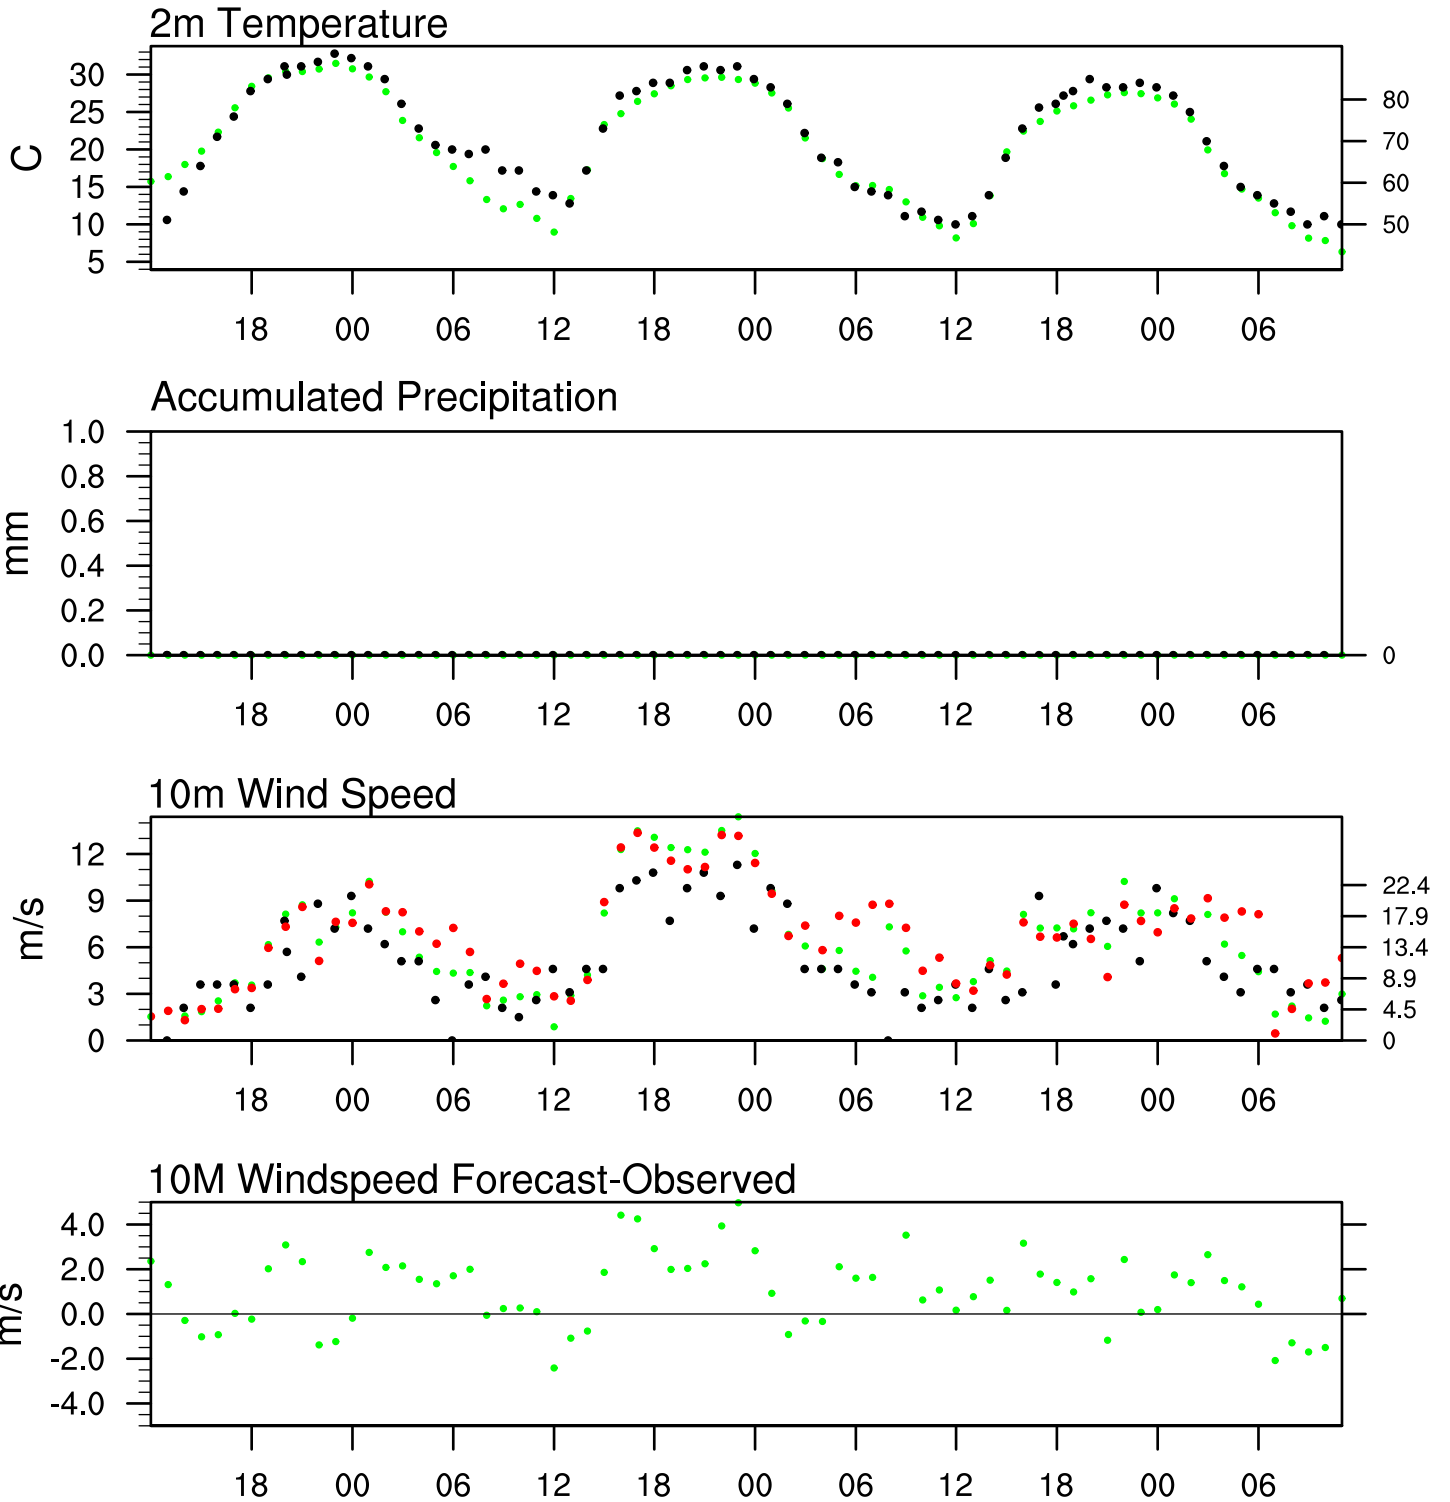 2m Temperature
30
25
20
15
10
5
C
80
70
60
50
18 00 06 12 18 00 06 12 18 00 06
Accumulated Precipitation
1.0
0.8
0.6
0.4
0.2
0.0
mm
0
18 00 06 12 18 00 06 12 18 00 06
10m Wind Speed
12
9
6
3
0
m/s
22.4
17.9
13.4
8.9
4.5
0
18 00 06 12 18 00 06 12 18 00 06
10M Windspeed Forecast-Observed
4.0
2.0
0.0
-2.0
-4.0
m/s
18 00 06 12 18 00 06 12 18 00 06